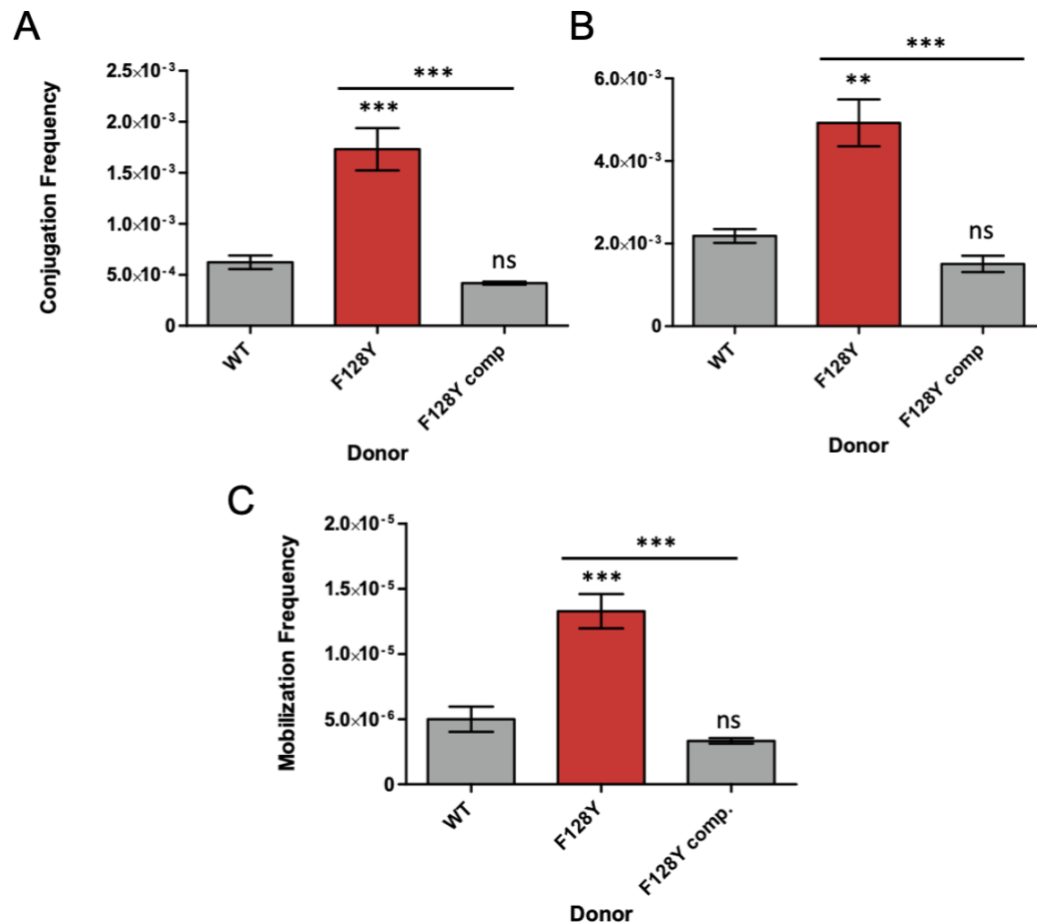 A
Conjugation Frequency
2.5×10⁻³
2.0×10⁻³
1.5×10⁻³
1.0×10⁻³
5.0×10⁻⁴
0
***
***
ns
WT
F128Y
F128Y comp
Donor
B
6.0×10⁻³
4.0×10⁻³
2.0×10⁻³
0
***
**
ns
WT
F128Y
F128Y comp
Donor
C
Mobilization Frequency
2.0×10⁻⁵
1.5×10⁻⁵
1.0×10⁻⁵
5.0×10⁻⁶
0
***
***
ns
WT
F128Y
F128Y comp.
Donor